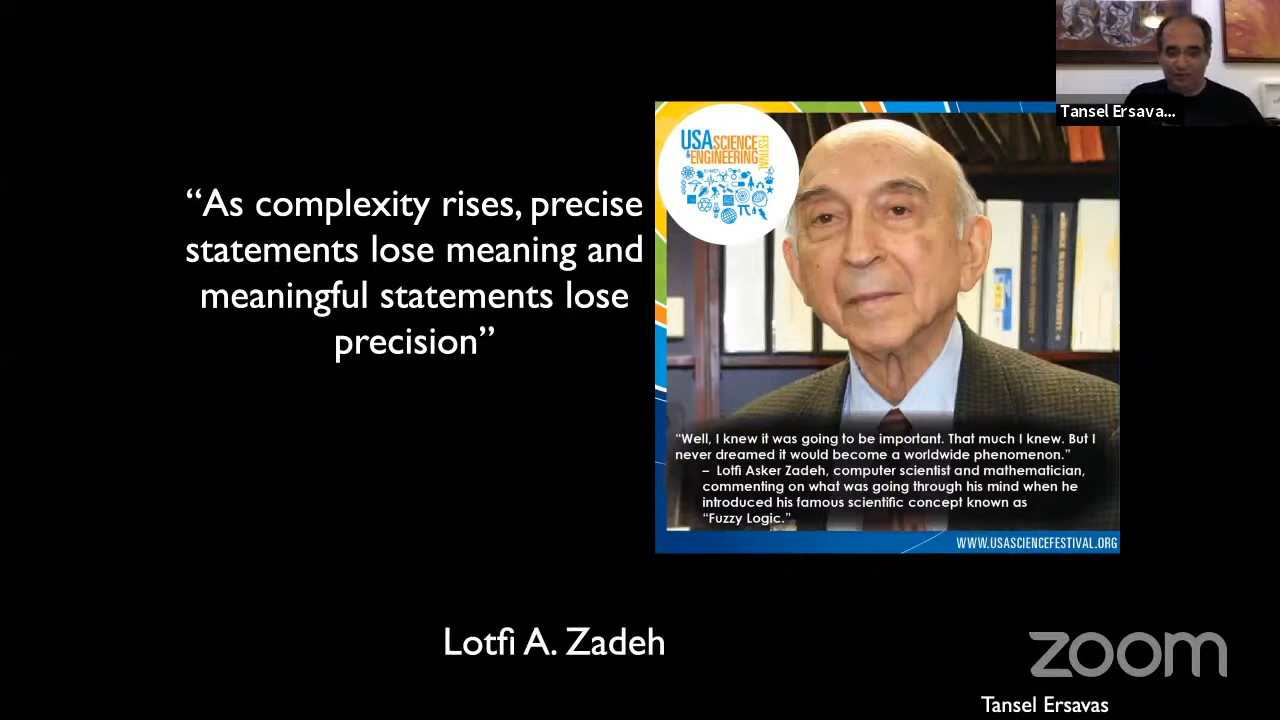 Tansel Ersava...
USA SCIENCE
& ENGINEERING
FESTIVAL
“As complexity rises, precise
statements lose meaning and
meaningful statements lose
precision”
“Well, I knew it was going to be important. That much I knew. But I
never dreamed it would become a worldwide phenomenon.”
– Lotfi Asker Zadeh, computer scientist and mathematician,
commenting on what was going through his mind when he
introduced his famous scientific concept known as
“Fuzzy Logic.”
WWW.USASCIENCEFESTIVAL.ORG
Lotfi A. Zadeh
zoom
Tansel Ersavas